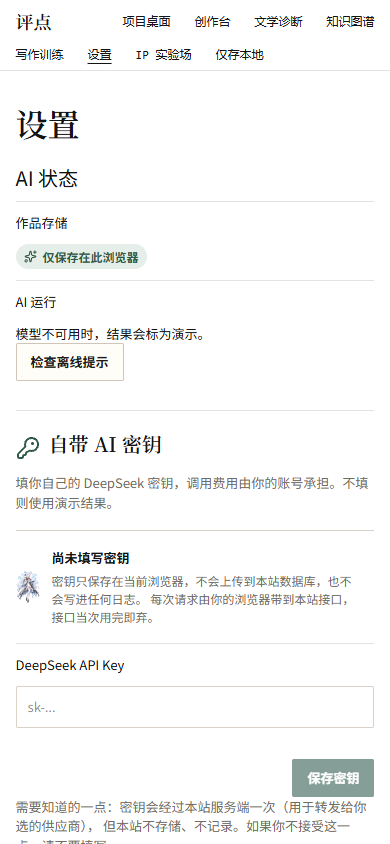 评点
项目桌面 创作台 文学诊断 知识图谱
写作训练 设置 IP 实验场 仅存本地
设置
AI 状态
作品存储
仅保存在此浏览器
AI 运行
模型不可用时，结果会标为演示。
检查离线提示
自带 AI 密钥
填你自己的 DeepSeek 密钥，调用费用由你的账号承担。不填
则使用演示结果。
尚未填写密钥
密钥只保存在当前浏览器，不会上传到本站数据库，也不
会写进任何日志。 每次请求由你的浏览器带到本站接口，
接口当次用完即弃。
DeepSeek API Key
sk-...
保存密钥
需要知道的一点：密钥会经过本站服务端一次（用于转发给你
选的供应商）， 但本站不存储、不记录。如果你不接受这一